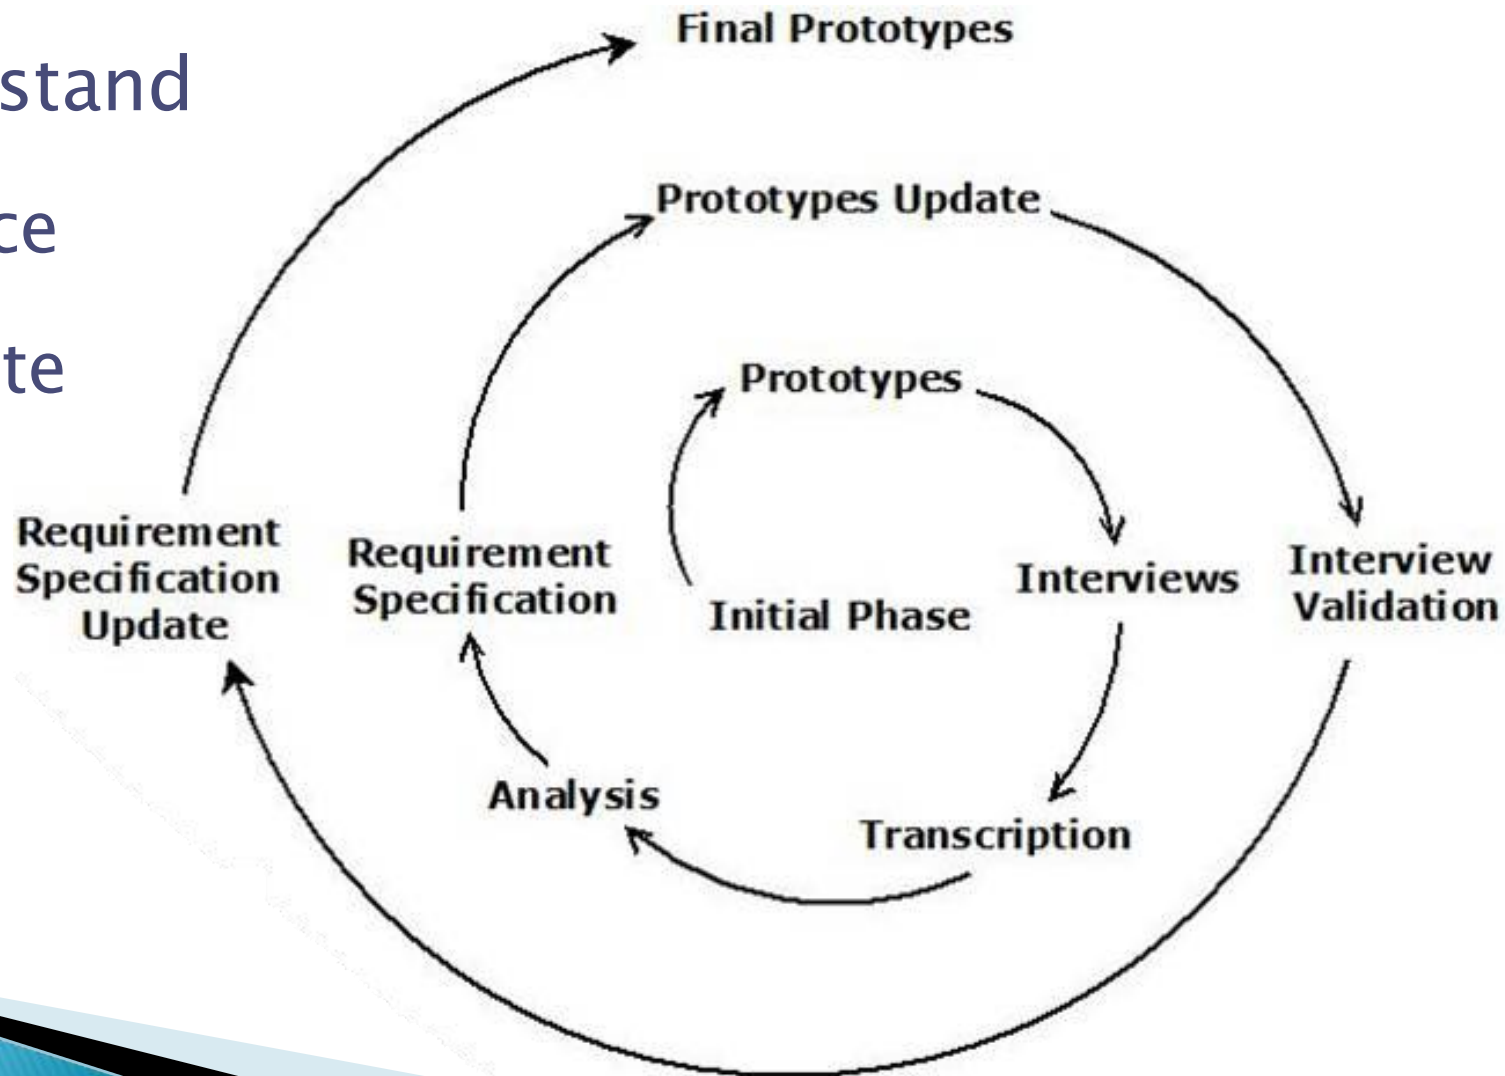 Final Prototypes
stand
Prototypes Update
ce
te
Prototypes
Requirement
Specification
Update
Requirement
Specification
Initial Phase
Interviews
Interview
Validation
Analysis
Transcription